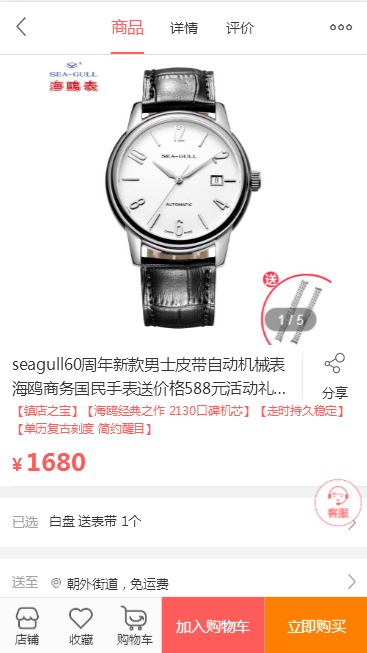 商品 详情 评价
SEA-GULL
海鸥表
12
SEA-GULL
2
8
AUTOMATIC
8
4
6
送
1 / 5
seagull60周年新款男士皮带自动机械表
海鸥商务国民手表送价格588元活动礼...
分享
【镇店之宝】【海鸥经典之作 2130口碑机芯】【走时持久稳定】
【单历复古刻度 简约醒目】
¥ 1680
客服
已选 白盘 送表带 1个
送至 朝外街道，免运费
店铺 收藏 购物车 加入购物车 立即购买